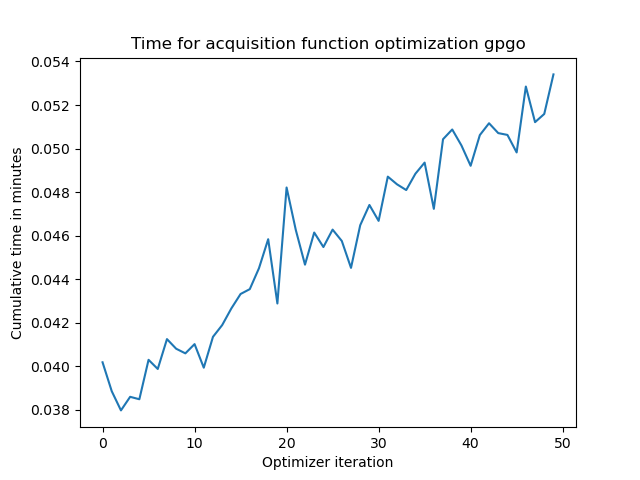 Time for acquisition function optimization gpgo
0.054
0.052
0.050
0.048
0.046
0.044
0.042
0.040
0.038
Cumulative time in minutes
0 10 20 30 40 50
Optimizer iteration